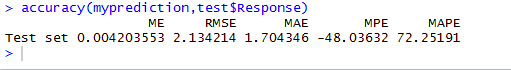 > accuracy(myprediction,test$Response)
ME RMSE MAE MPE MAPE
Test set 0.004203553 2.134214 1.704346 -48.03632 72.25191
>